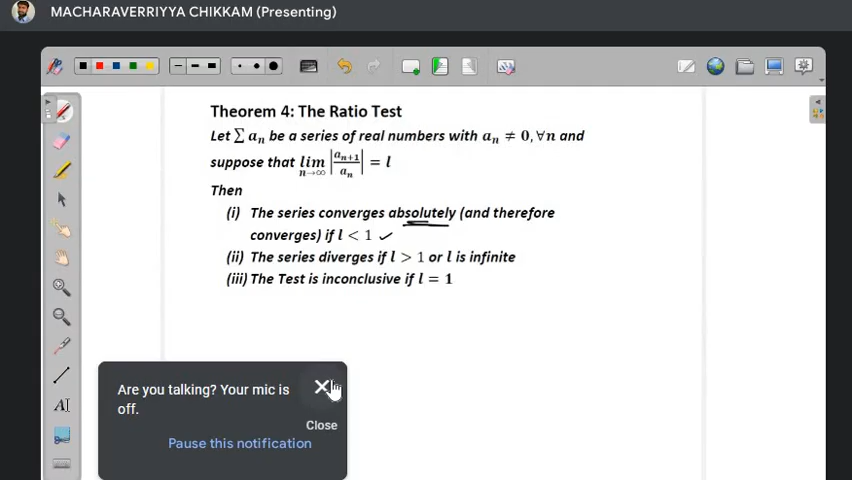 MACHARAVERRIYYA CHIKKAM (Presenting)
Theorem 4: The Ratio Test
Let ∑ aₙ be a series of real numbers with aₙ ≠ 0, ∀n and
suppose that lim n→∞ |aₙ₊₁/aₙ| = l
Then
(i) The series converges absolutely (and therefore
converges) if l < 1 ✓
(ii) The series diverges if l > 1 or l is infinite
(iii) The Test is inconclusive if l = 1
Are you talking? Your mic is
off.
Close
Pause this notification